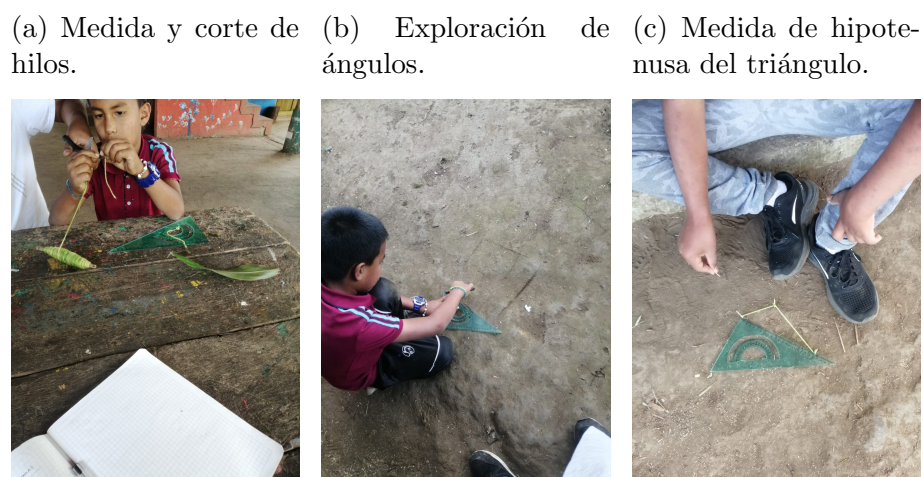 (a) Medida y corte de
hilos.
(b) Exploración de
ángulos.
(c) Medida de hipote-
nusa del triángulo.